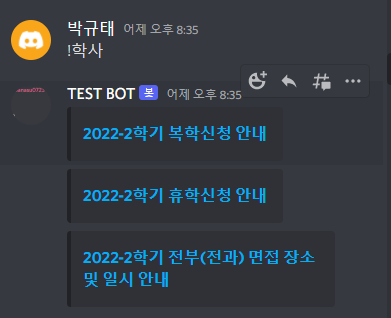 박규태 어제 오후 8:35
!학사
TEST BOT 봇 어제 오후 8:35
2022-2학기 복학신청 안내
2022-2학기 휴학신청 안내
2022-2학기 전부(전과) 면접 장소
및 일시 안내